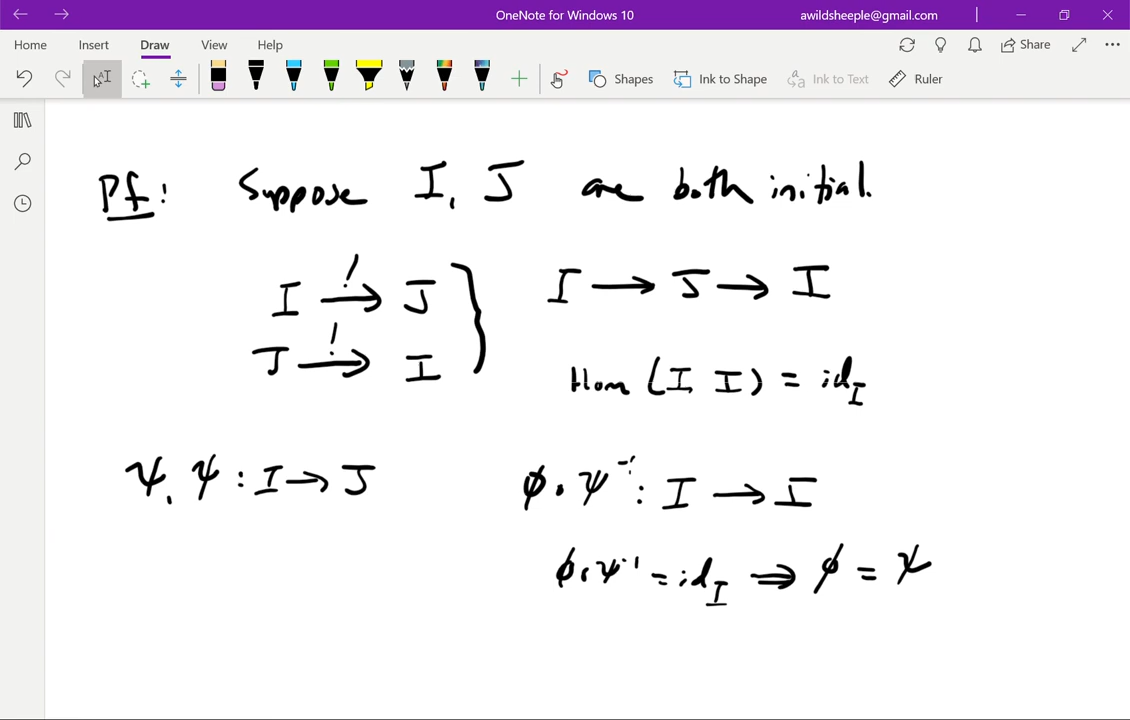 OneNote for Windows 10
awildsheeple@gmail.com
Home Insert Draw View Help
Share
Shapes Ink to Shape Ink to Text Ruler
Pf: Suppose I, J are both initial.
I →! J
J →! I
I → J → I
Hom (I, I) = id_I
ψ, ψ : I → J
ϕ ∘ ψ⁻¹ : I → I
ϕ ∘ ψ⁻¹ = id_I ⇒ ϕ = ψ